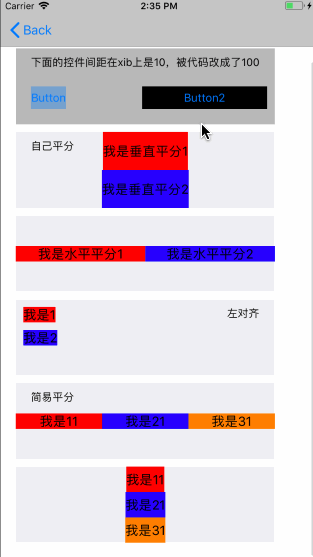 Carrier 2:35 PM
Back
下面的控件间距在xib上是10，被代码改成了100
Button Button2
自己平分
我是垂直平分1
我是垂直平分2
我是水平平分1 我是水平平分2
我是1 左对齐
我是2
简易平分
我是11 我是21 我是31
我是11
我是21
我是31